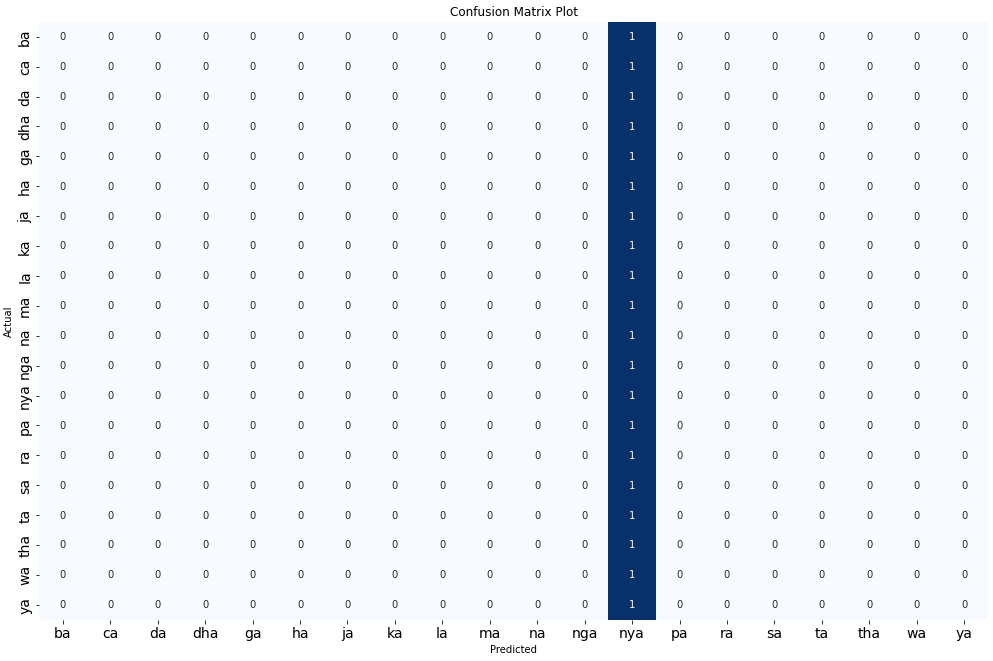 Confusion Matrix Plot
ba 0 0 0 0 0 0 0 0 0 0 0 0 1 0 0 0 0 0 0 0
ca 0 0 0 0 0 0 0 0 0 0 0 0 1 0 0 0 0 0 0 0
da 0 0 0 0 0 0 0 0 0 0 0 0 1 0 0 0 0 0 0 0
dha 0 0 0 0 0 0 0 0 0 0 0 0 1 0 0 0 0 0 0 0
ga 0 0 0 0 0 0 0 0 0 0 0 0 1 0 0 0 0 0 0 0
ha 0 0 0 0 0 0 0 0 0 0 0 0 1 0 0 0 0 0 0 0
ja 0 0 0 0 0 0 0 0 0 0 0 0 1 0 0 0 0 0 0 0
ka 0 0 0 0 0 0 0 0 0 0 0 0 1 0 0 0 0 0 0 0
la 0 0 0 0 0 0 0 0 0 0 0 0 1 0 0 0 0 0 0 0
ma 0 0 0 0 0 0 0 0 0 0 0 0 1 0 0 0 0 0 0 0
Actual
na 0 0 0 0 0 0 0 0 0 0 0 0 1 0 0 0 0 0 0 0
nga 0 0 0 0 0 0 0 0 0 0 0 0 1 0 0 0 0 0 0 0
nya 0 0 0 0 0 0 0 0 0 0 0 0 1 0 0 0 0 0 0 0
pa 0 0 0 0 0 0 0 0 0 0 0 0 1 0 0 0 0 0 0 0
ra 0 0 0 0 0 0 0 0 0 0 0 0 1 0 0 0 0 0 0 0
sa 0 0 0 0 0 0 0 0 0 0 0 0 1 0 0 0 0 0 0 0
ta 0 0 0 0 0 0 0 0 0 0 0 0 1 0 0 0 0 0 0 0
tha 0 0 0 0 0 0 0 0 0 0 0 0 1 0 0 0 0 0 0 0
wa 0 0 0 0 0 0 0 0 0 0 0 0 1 0 0 0 0 0 0 0
ya 0 0 0 0 0 0 0 0 0 0 0 0 1 0 0 0 0 0 0 0
ba ca da dha ga ha ja ka la ma na nga nya pa ra sa ta tha wa ya
Predicted